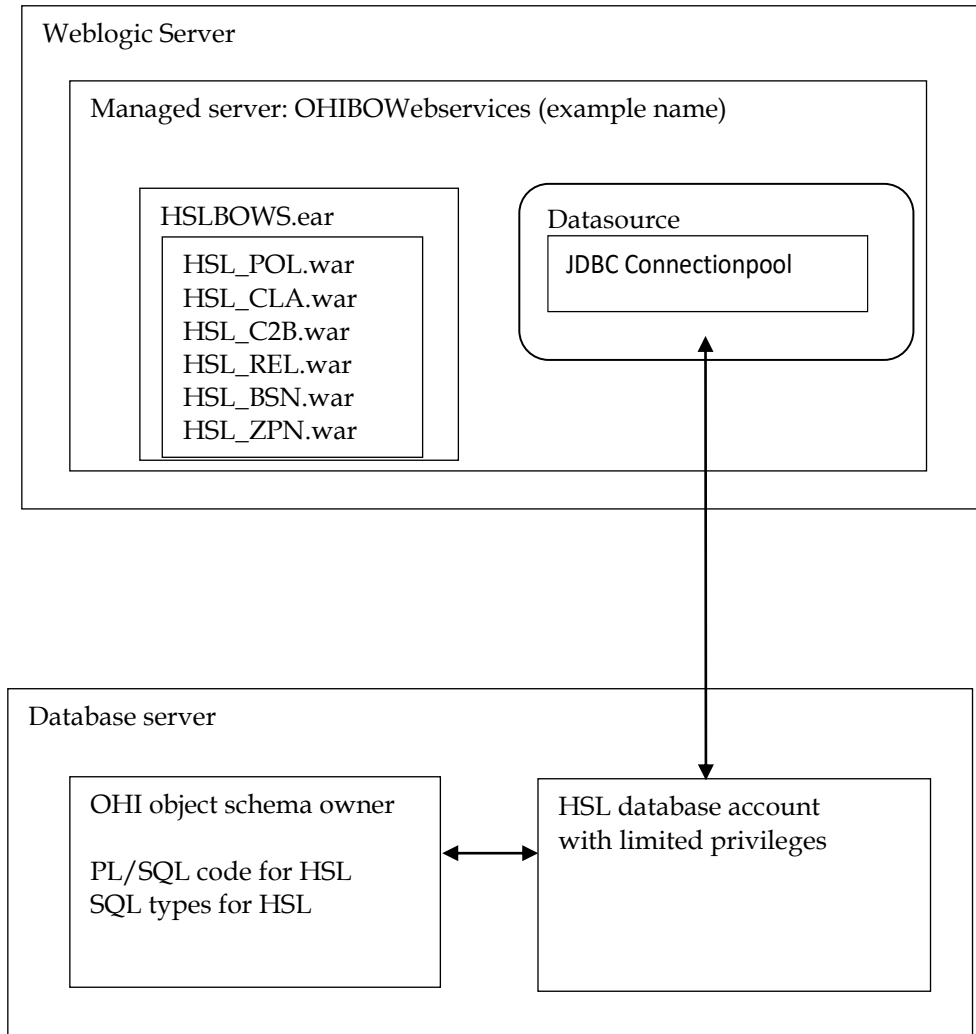 Weblogic Server
Managed server: OHIBOWebservices (example name)
HSLBOWS.ear
HSL_POL.war
HSL_CLA.war
HSL_C2B.war
HSL_REL.war
HSL_BSN.war
HSL_ZPN.war
Datasource
JDBC Connectionpool
Database server
OHI object schema owner
PL/SQL code for HSL
SQL types for HSL
HSL database account
with limited privileges